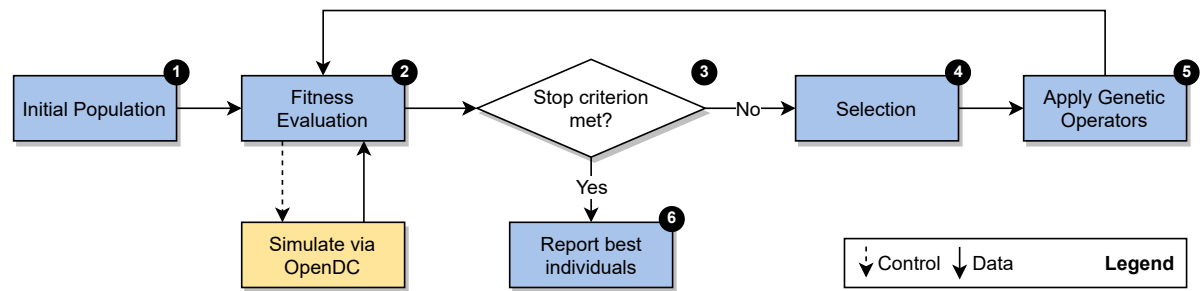 1
Initial Population
2
Fitness
Evaluation
3
Stop criterion
met?
No
4
Selection
5
Apply Genetic
Operators
Yes
Simulate via
OpenDC
6
Report best
individuals
Control
Data
Legend